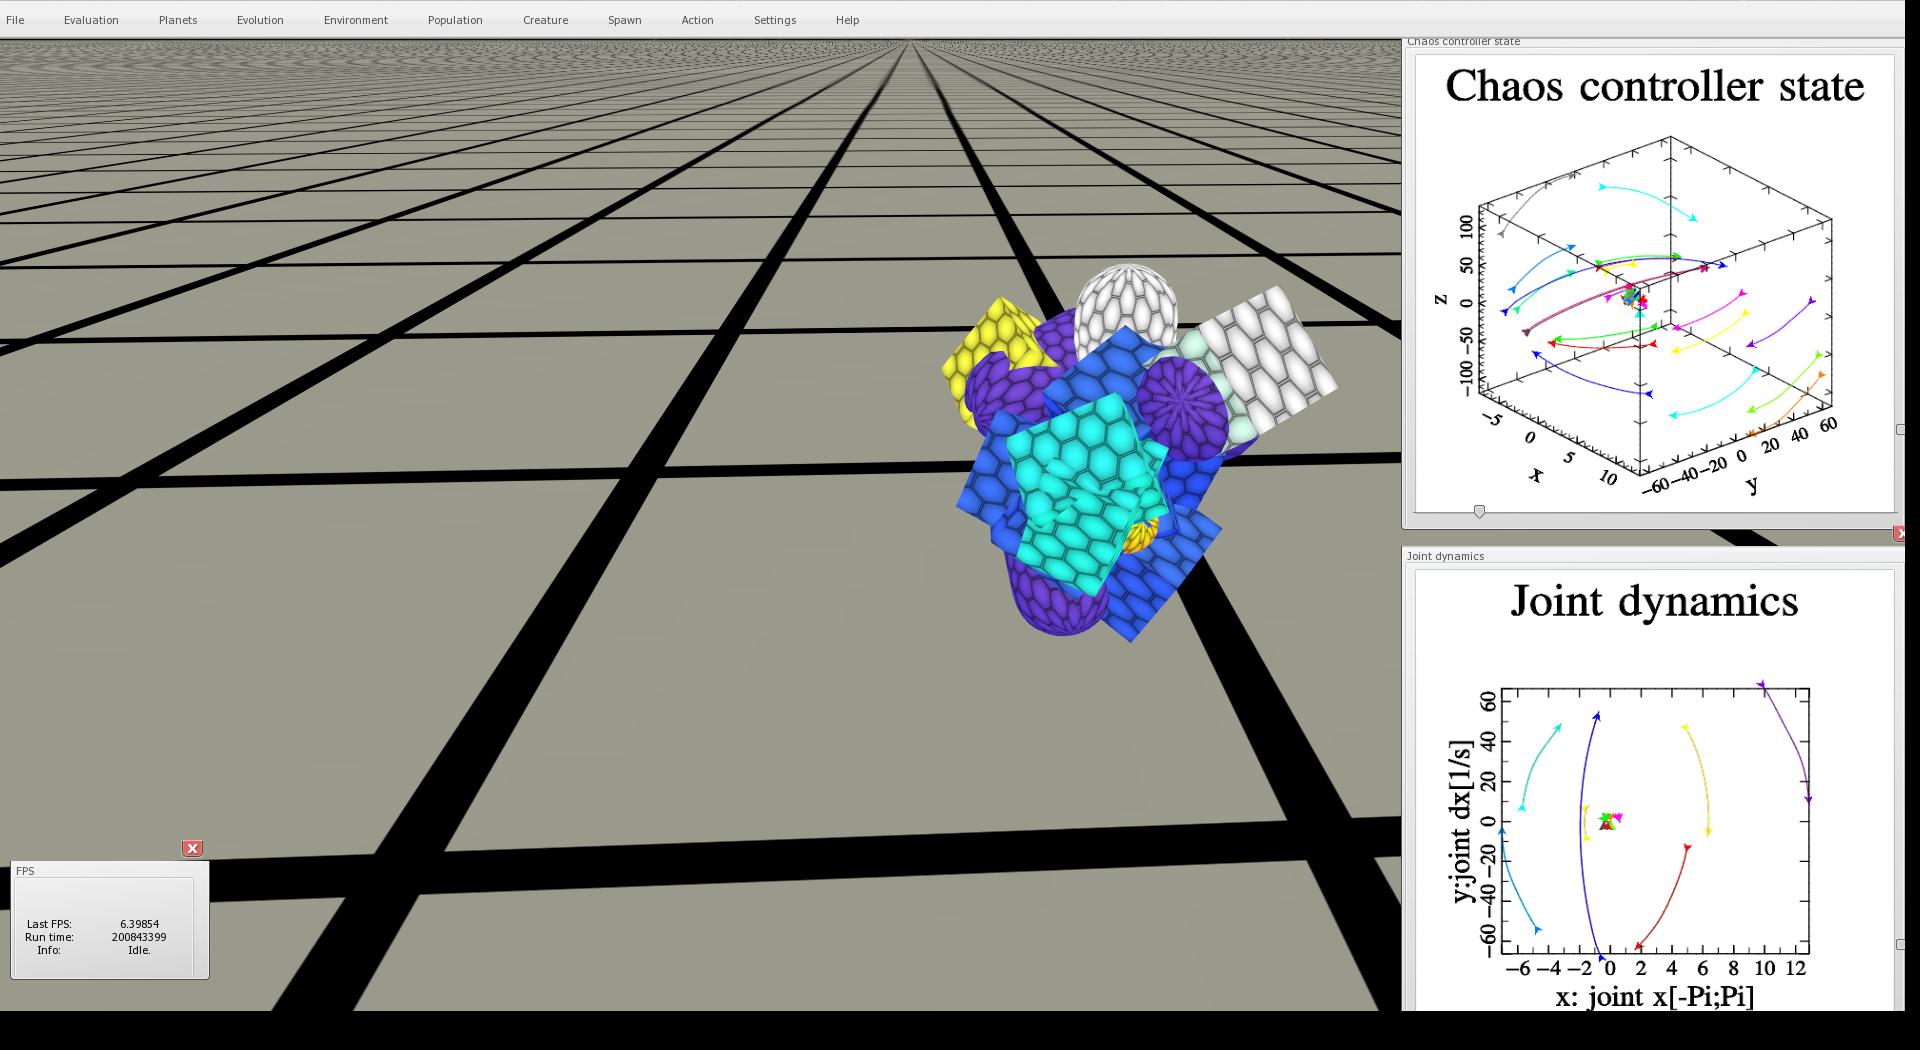 File Evaluation Planets Evolution Environment Population Creature Spawn Action Settings Help
Chaos controller state
Chaos controller state
100
50
0
−50
−100
z
−5
0
5
10
x
−60
−40
−20
0
20
40
60
y
Joint dynamics
Joint dynamics
60
40
20
0
−20
−40
−60
y:joint dx[1/s]
−6 −4 −2 0 2 4 6 8 10 12
x: joint x[-Pi;Pi]
FPS
Last FPS: 6.39854
Run time: 200843399
Info: Idle.